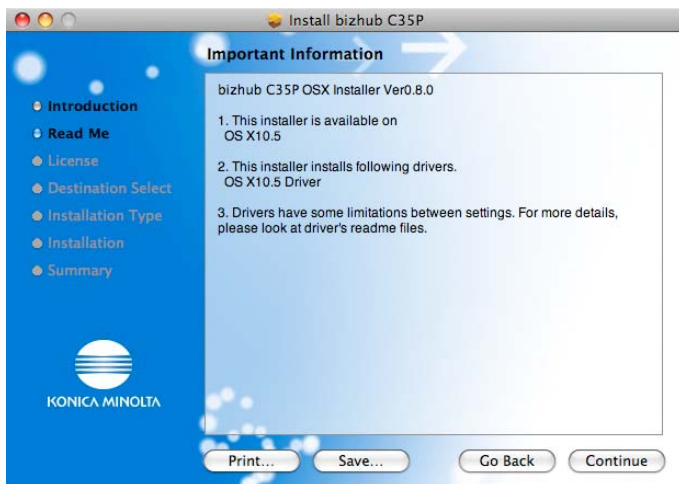 Install bizhub C35P
Important Information
Introduction
Read Me
License
Destination Select
Installation Type
Installation
Summary
KONICA MINOLTA
bizhub C35P OSX Installer Ver0.8.0
1. This installer is available on
OS X10.5
2. This installer installs following drivers.
OS X10.5 Driver
3. Drivers have some limitations between settings. For more details,
please look at driver's readme files.
Print...
Save...
Go Back
Continue